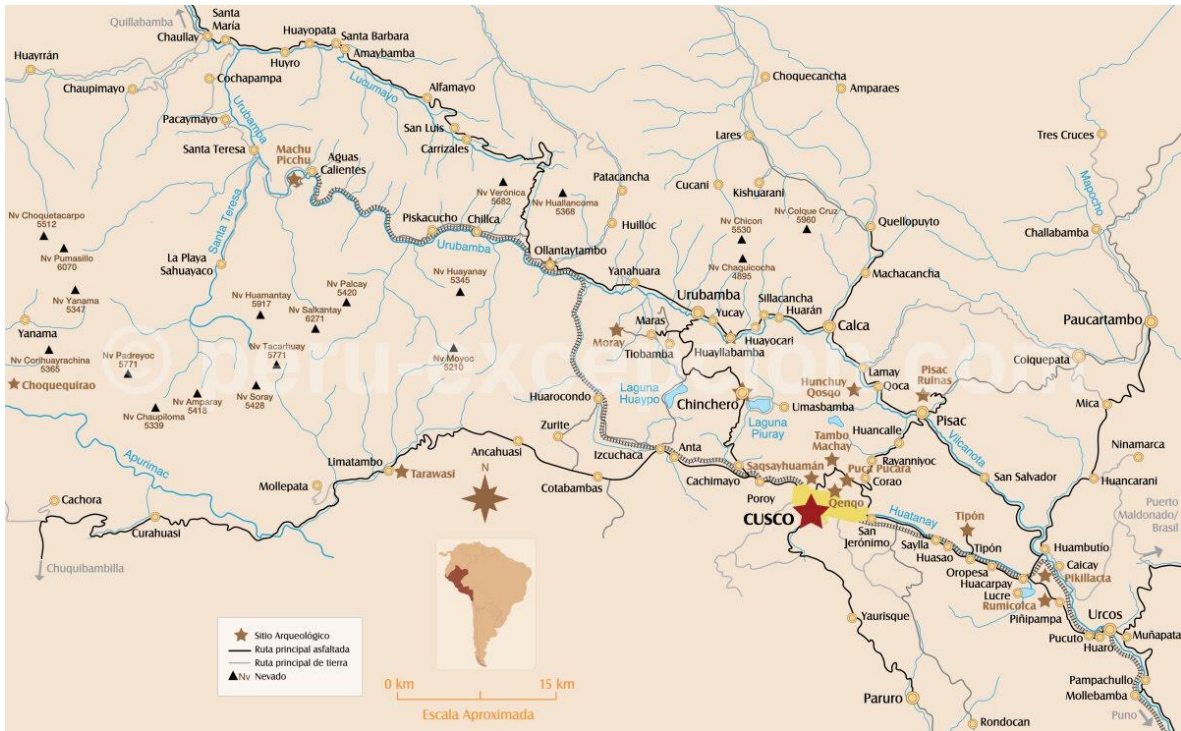 Quillabamba
Santa
María
Chaullay
Huayopata
Santa Barbara
Amaybamba
Huyro
Huayrrán
Chaupimayo
Cochapampa
Lucumayo
Alfamayo
Choquecancha
Amparaes
Urubamba
Pacaymayo
San Luis
Carrizales
Lares
Tres Cruces
Santa Teresa
Machu
Picchu
Aguas
Calientes
Mapocho
Nv Verónica
5682
Nv Huallancoma
5368
Patacancha
Cucani
Kishuarani
Nv Choquetacarpo
5512
Nv Pumasillo
6070
Santa Teresa
Piskacucho
Chillca
Urubamba
Huilloc
Nv Chicon
5530
Nv Colque Cruz
5960
Quellopuyto
Challabamba
La Playa
Sahuayaco
Ollantaytambo
Nv Chaquicocha
4895
Machacancha
Nv Yanama
5347
Nv Huamantay
5917
Nv Palcay
5420
Nv Salkantay
6271
Nv Huayanay
5345
Yanahuara
Urubamba
Yucay
Sillacancha
Huarán
Calca
Yanama
Maras
Moray
Tiobamba
Huayllabamba
Huayocari
Paucartambo
© peru-excepcion.com
Nv Corihuayrachina
5365
Nv Padreyoc
5771
Nv Tacarhuay
5771
Nv Moyoc
5210
Colquepata
Choquequirao
Nv Chaupiloma
5339
Nv Amparay
5418
Nv Soray
5428
Huarocondo
Laguna
Huaypo
Chinchero
Laguna
Piuray
Umasbamba
Hunchuy
Qosqo
Lamay
Qoca
Pisac
Ruinas
Pisac
Mica
Apurimac
Zurite
Ancahuasi
Izcuchaca
Anta
Huancalle
Tambo
Machay
Vilcanota
Ninamarca
Limatambo
Tarawasi
Mollepata
Cotabambas
Cachimayo
Poroy
Saqsayhuamán
Puca Pucara
Ravanniyoc
Corao
Qenqo
San Salvador
Huancarani
N
Cachora
Curahuasi
CUSCO
San
Jerónimo
Huatanay
Tipón
Puerto
Maldonado/
Brasil
Chuquibambilla
Saylla
Huasao
Tipón
Oropesa
Huacarpay
Lucre
Rumicolca
Huambutío
Caicay
Pikillacta
Piñipampa
Urcos
Yaurisque
Pucuto
Huaro
Muñapata
Pampachullo
Mollebamba
Puno
Paruro
Rondocan
Sitio Arqueológico
Ruta principal asfaltada
Ruta principal de tierra
Nv Nevado
0 km 15 km
Escala Aproximada